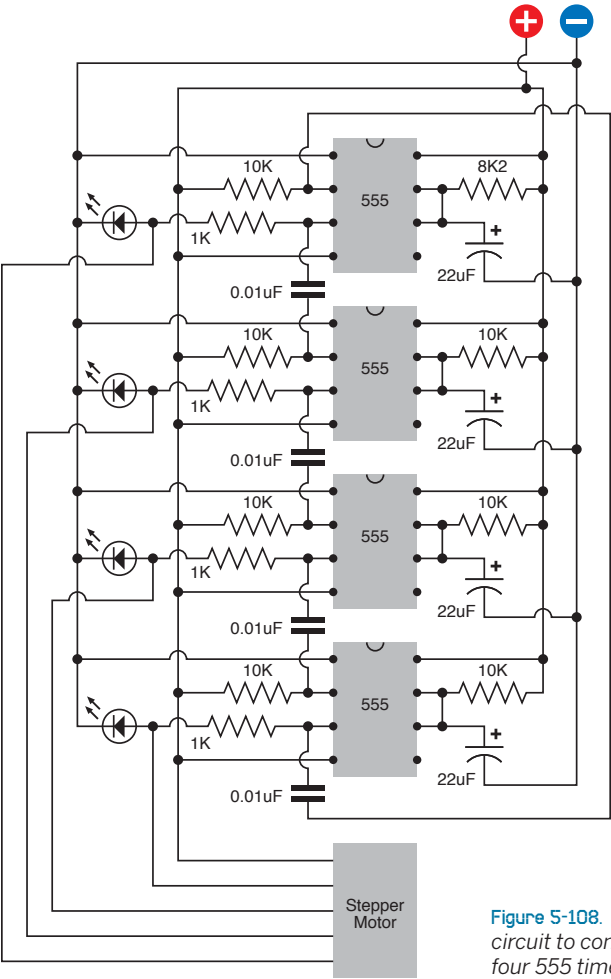 + −
10K
8K2
555
1K
+
22uF
0.01uF
10K
10K
555
1K
+
22uF
0.01uF
10K
10K
555
1K
+
22uF
0.01uF
10K
10K
555
1K
+
22uF
0.01uF
Stepper
Motor
Figure 5-108.
circuit to con
four 555 time